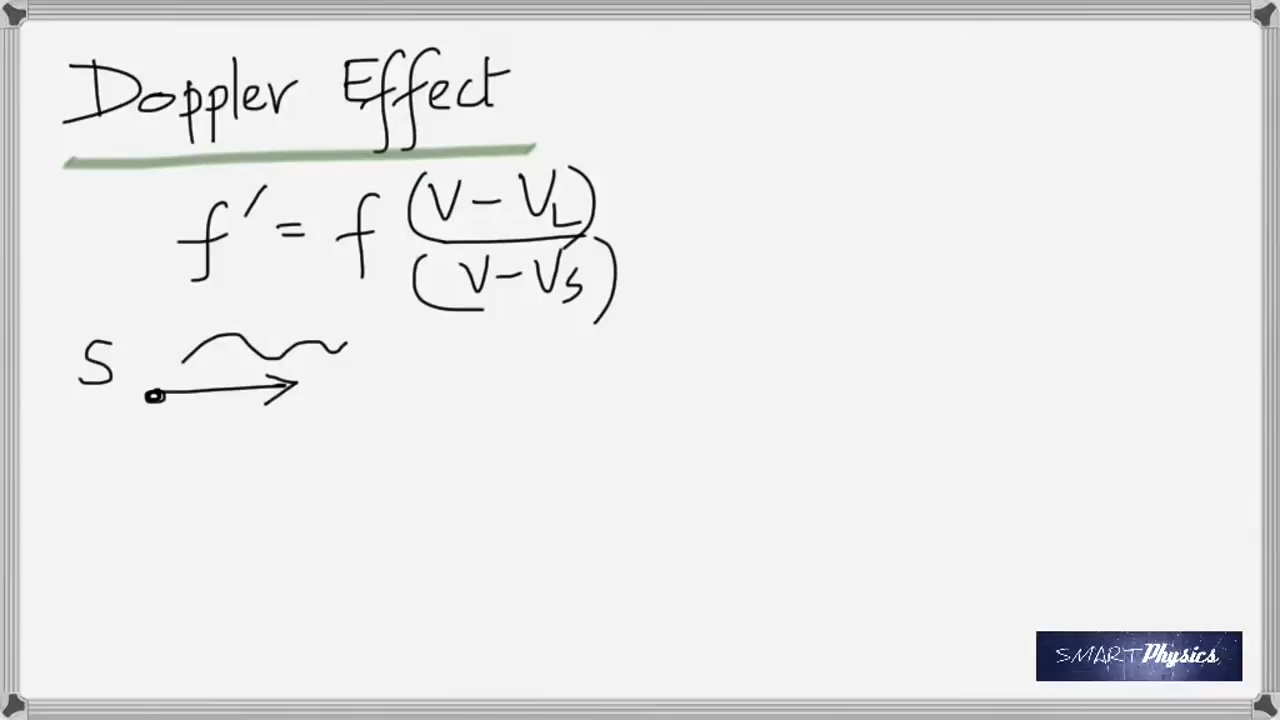 Doppler Effect
f' = f (V - VL) / (V - VS)
S
SMARTPhysics